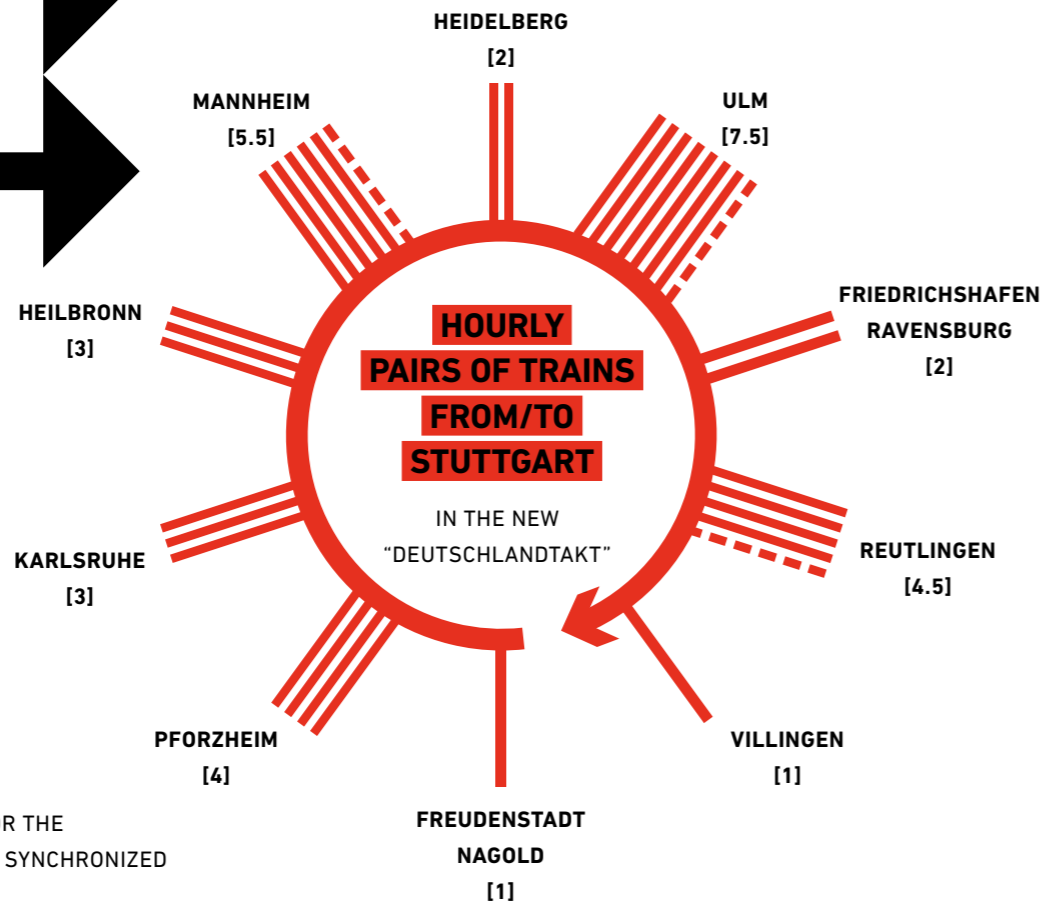 HEIDELBERG
[2]
MANNHEIM
[5.5]
ULM
[7.5]
HEILBRONN
[3]
FRIEDRICHSHAFEN
RAVENSBURG
[2]
HOURLY
PAIRS OF TRAINS
FROM/TO
STUTTGART
IN THE NEW
“DEUTSCHLANDTAKT”
KARLSRUHE
[3]
REUTLINGEN
[4.5]
PFORZHEIM
[4]
VILLINGEN
[1]
FREUDENSTADT
NAGOLD
[1]
THE
SYNCHRONIZED